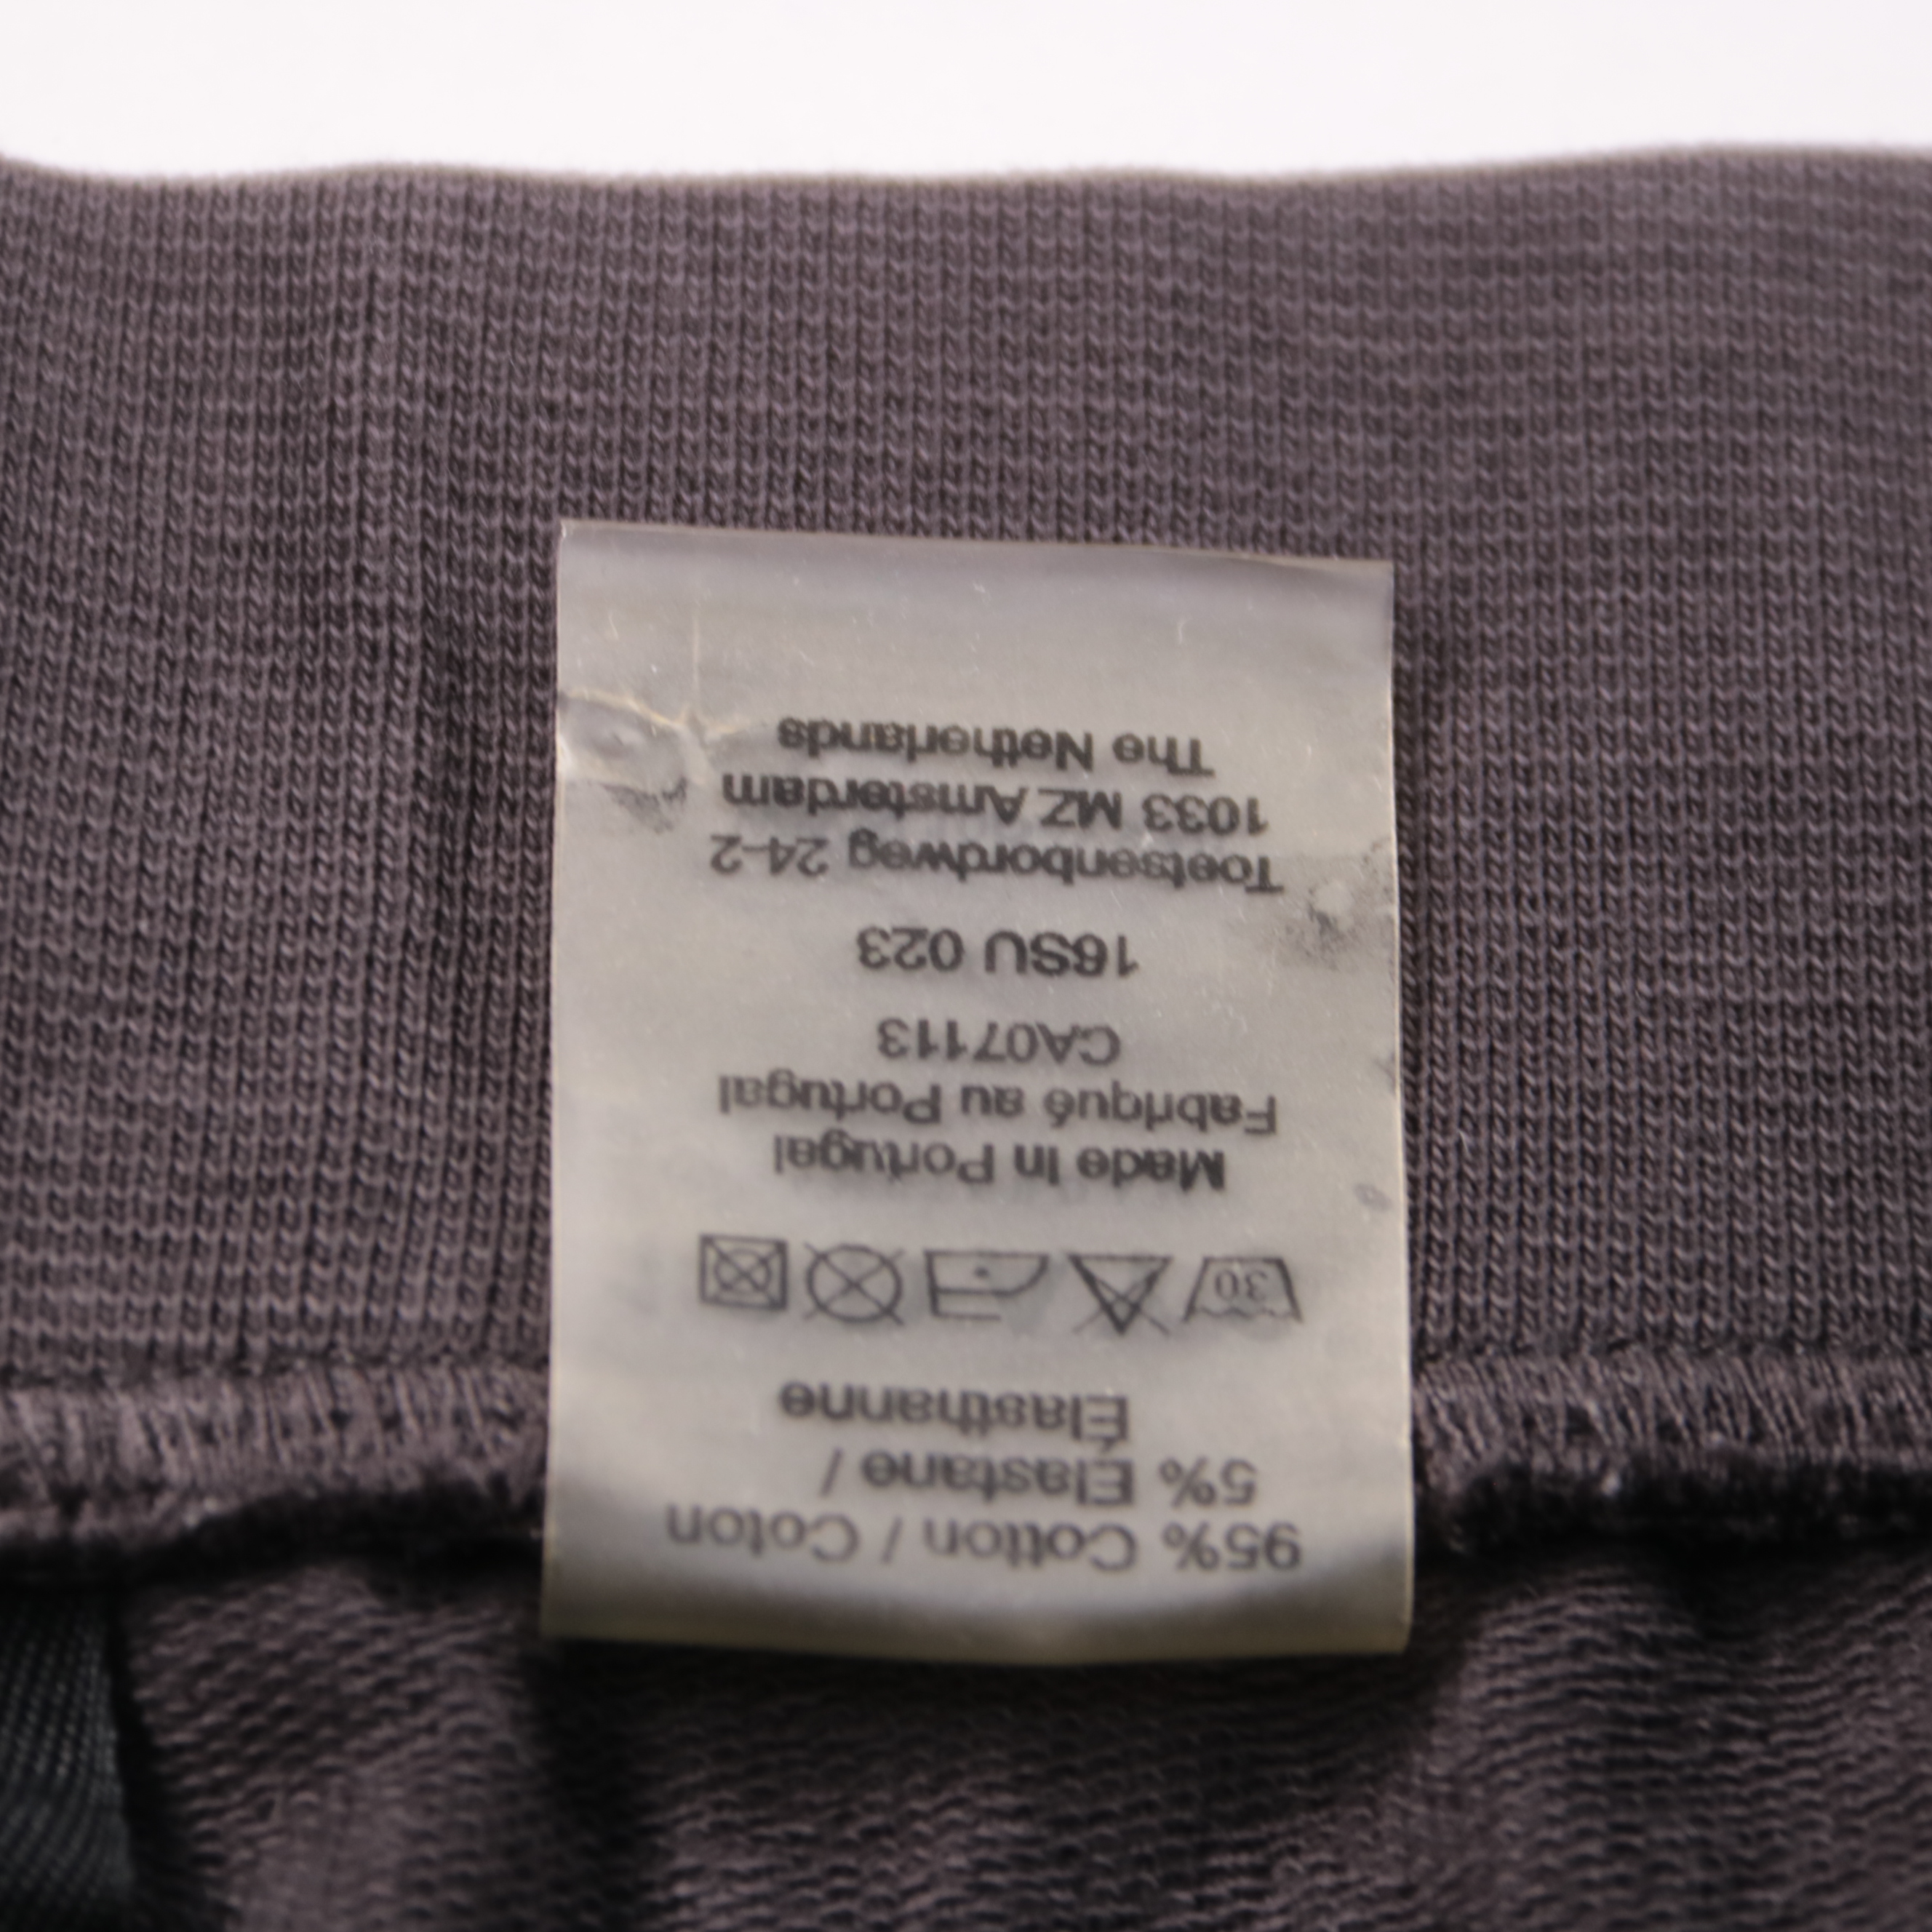 95% Cotton / Coton
5% Élastane /
Élasthanne
30
Made In Portugal
Fabriqué au Portugal
CA07113
16SU 023
Toetsenbordweg 24-2
1033 MZ Amsterdam
The Netherlands